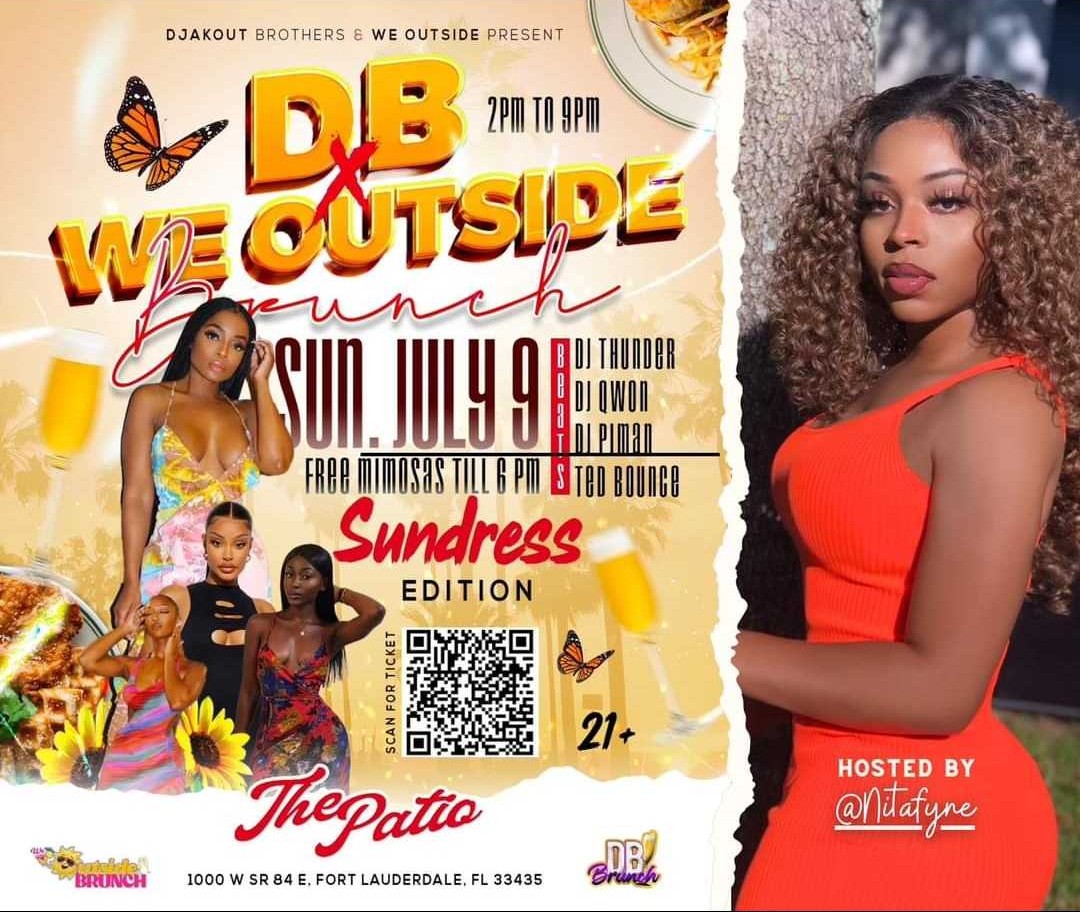 DJAKOUT BROTHERS & WE OUTSIDE PRESENT
DB
2PM TO 9PM
X
WE OUTSIDE
Brunch
SUN. JULY 9
FREE MIMOSAS TILL 6 PM
BEATS
DJ THUNDER
DJ QWON
DJ PIMAN
TED BOUNCE
Sundress
EDITION
SCAN FOR TICKET
21+
The Patio
HOSTED BY
@Nitafyne
We Outside
BRUNCH
1000 W SR 84 E, FORT LAUDERDALE, FL 33435
DB
Brunch